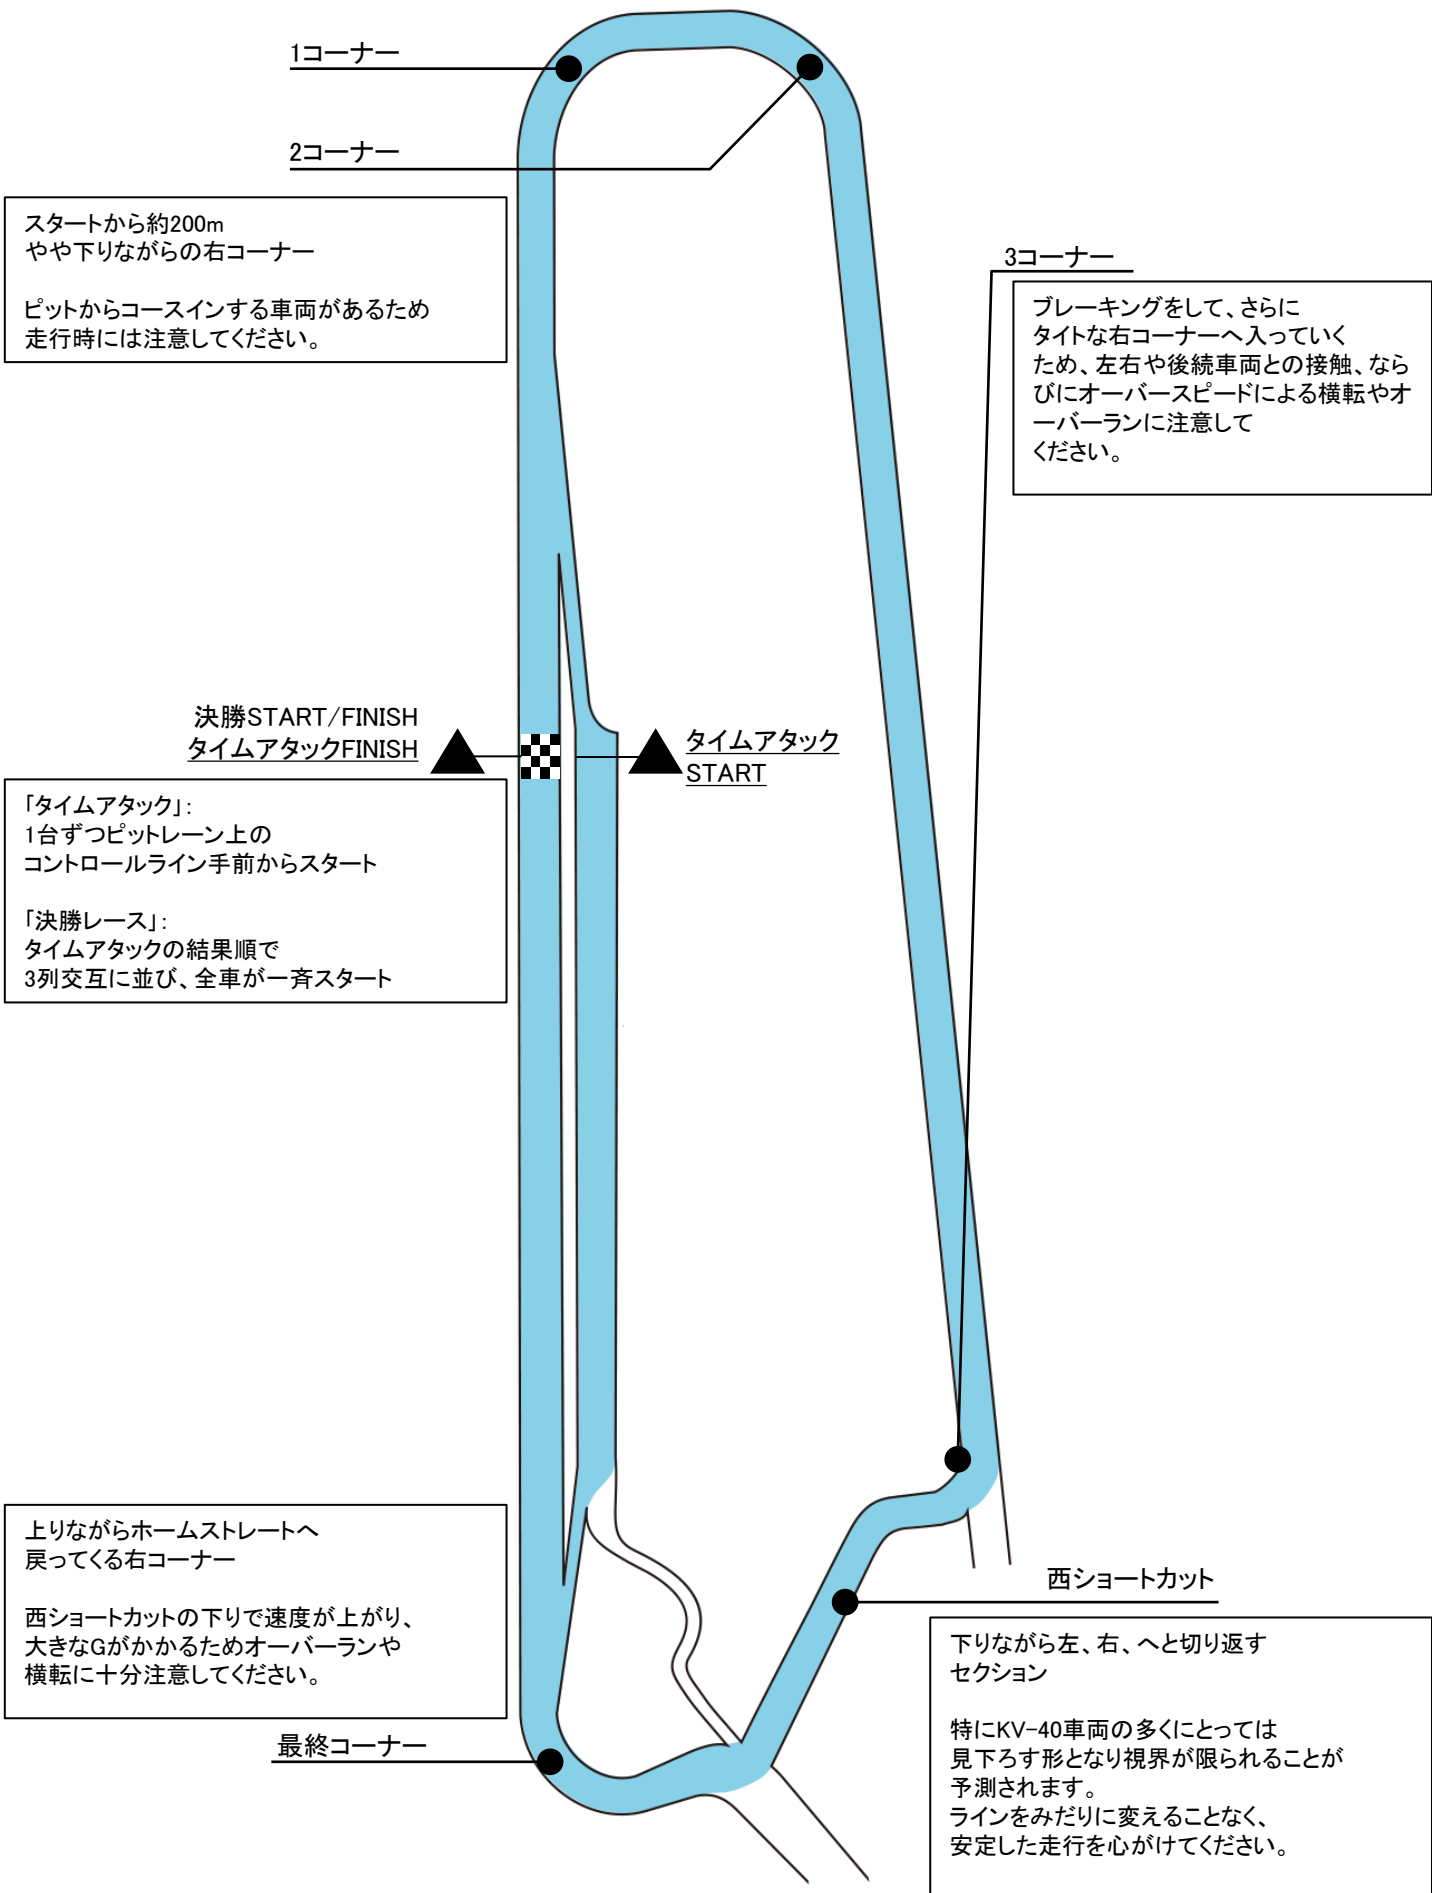 1コーナー
2コーナー
スタートから約200m
やや下りながらの右コーナー
ピットからコースインする車両があるため
走行時には注意してください。
3コーナー
ブレーキングをして、さらに
タイトな右コーナーへ入っていく
ため、左右や後続車両との接触、なら
びにオーバースピードによる横転やオ
ーバーランに注意して
ください。
決勝START/FINISH
タイムアタックFINISH
タイムアタック
START
「タイムアタック」:
1台ずつピットレーン上の
コントロールライン手前からスタート
「決勝レース」:
タイムアタックの結果順で
3列交互に並び、全車が一斉スタート
上りながらホームストレートへ
戻ってくる右コーナー
西ショートカットの下りで速度が上がり、
大きなGがかかるためオーバーランや
横転に十分注意してください。
最終コーナー
西ショートカット
下りながら左、右、へと切り返す
セクション
特にKV-40車両の多くにとっては
見下ろす形となり視界が限られることが
予測されます。
ラインをみだりに変えることなく、
安定した走行を心がけてください。